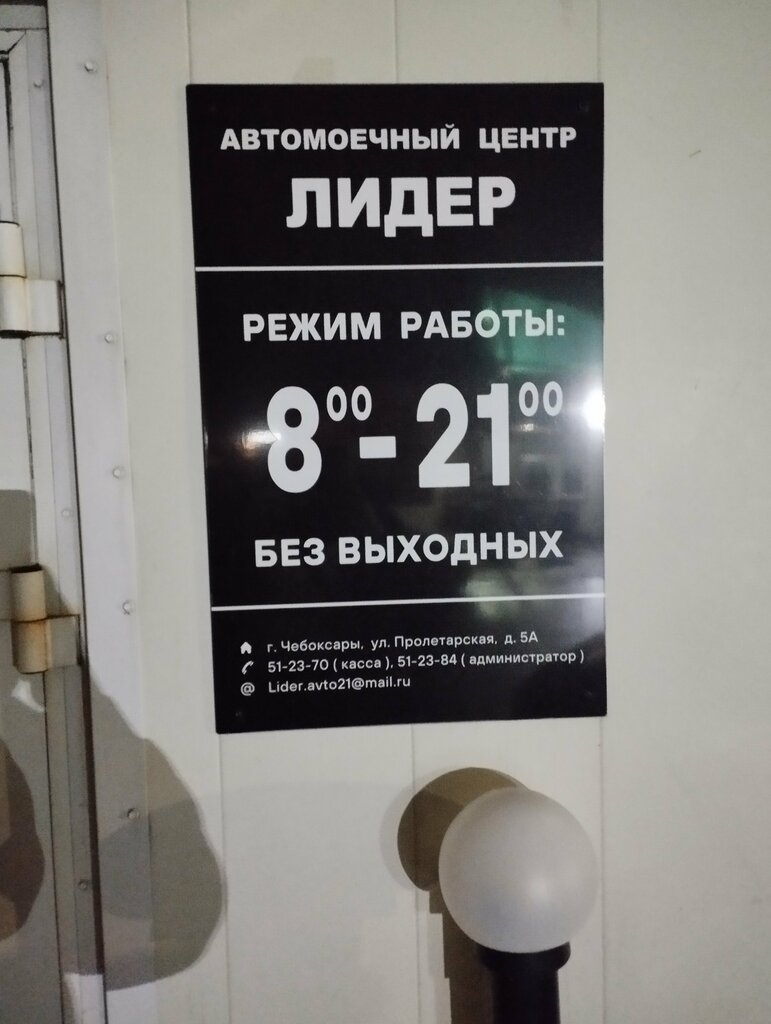 АВТОМОЕЧНЫЙ ЦЕНТР
ЛИДЕР
РЕЖИМ РАБОТЫ:
8⁰⁰ - 21⁰⁰
БЕЗ ВЫХОДНЫХ
г. Чебоксары, ул. Пролетарская, д. 5А
51-23-70 ( касса ), 51-23-84 ( администратор )
@ Lider.avto21@mail.ru